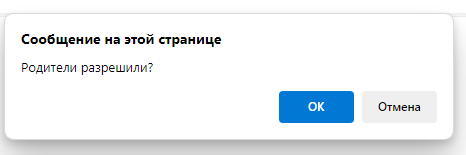 Сообщение на этой странице
Родители разрешили?
ОК Отмена